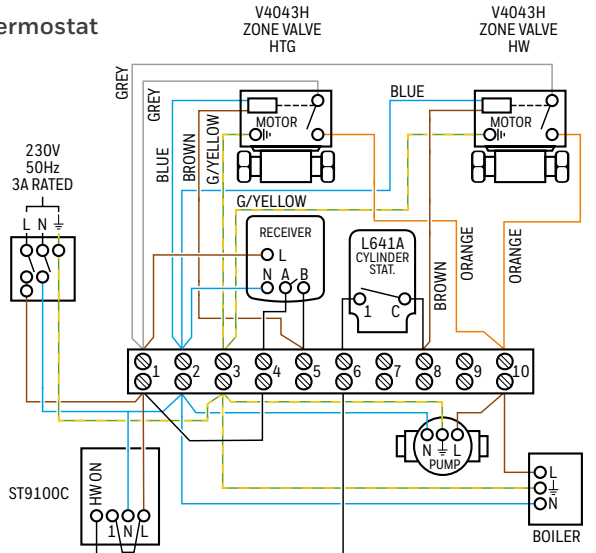 ermostat
V4043H
ZONE VALVE
HTG
V4043H
ZONE VALVE
HW
GREY
GREY
BLUE
BROWN
G/YELLOW
MOTOR
BLUE
MOTOR
230V
50Hz
3A RATED
L N
G/YELLOW
RECEIVER
L
N A B
L641A
CYLINDER
STAT.
1 C
BROWN
ORANGE
ORANGE
1 2 3 4 5 6 7 8 9 10
ST9100C
HW ON
1 N L
N L
PUMP
L
N
BOILER